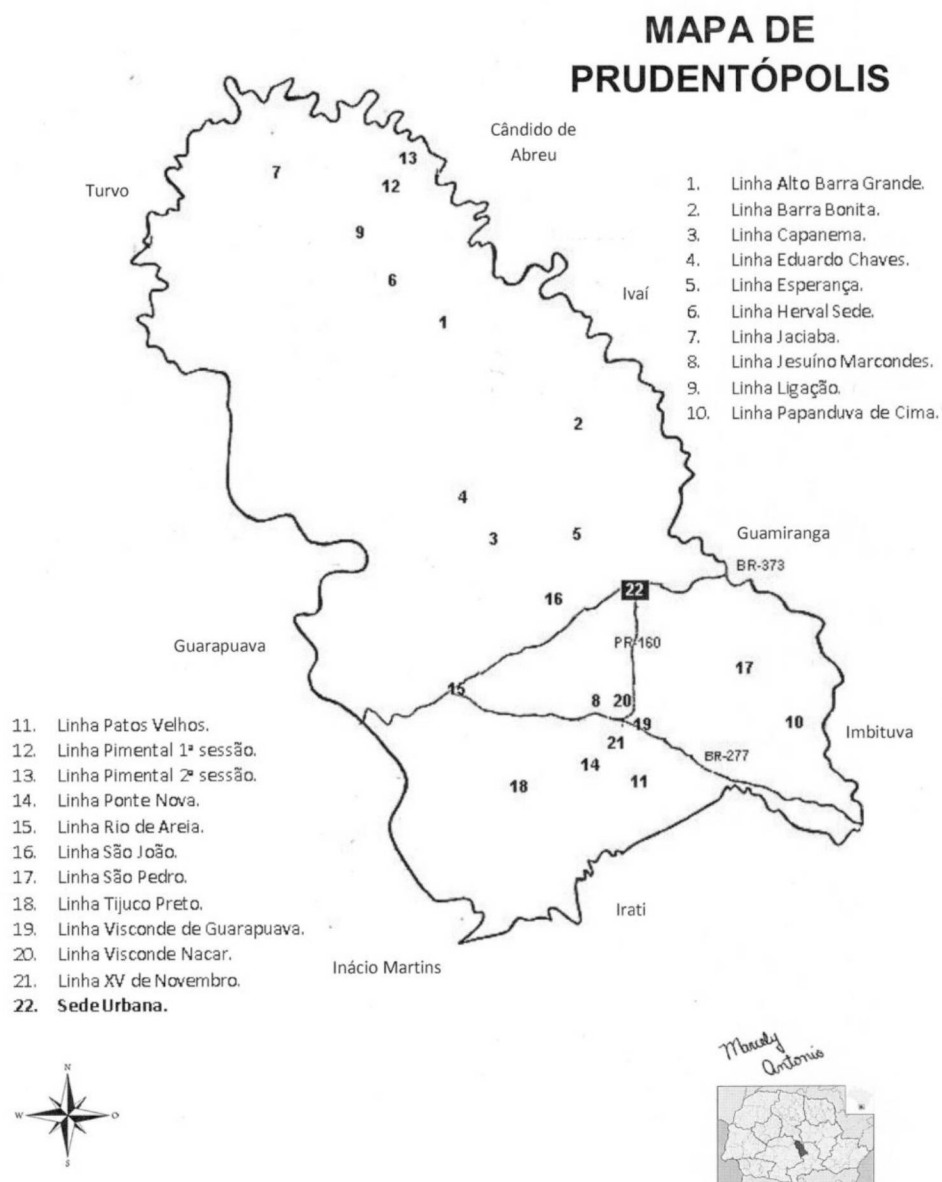 MAPA DE
PRUDENTÓPOLIS
Cândido de
Abreu
Turvo
Ivaí
Guamiranga
Guarapuava
Imbituva
Irati
Inácio Martins
BR-373
PR-160
BR-277
13
7
12
9
6
1
2
4
3
5
22
16
17
15
8
20
19
10
21
14
18
11
1. Linha Alto Barra Grande.
2. Linha Barra Bonita.
3. Linha Capanema.
4. Linha Eduardo Chaves.
5. Linha Esperança.
6. Linha Herval Sede.
7. Linha Jaciaba.
8. Linha Jesuíno Marcondes.
9. Linha Ligação.
10. Linha Papanduva de Cima.
11. Linha Patos Velhos.
12. Linha Pimental 1ª sessão.
13. Linha Pimental 2ª sessão.
14. Linha Ponte Nova.
15. Linha Rio de Areia.
16. Linha São João.
17. Linha São Pedro.
18. Linha Tijuco Preto.
19. Linha Visconde de Guarapuava.
20. Linha Visconde Nacar.
21. Linha XV de Novembro.
22. Sede Urbana.
N
W
O
S
Marcely
Antonio